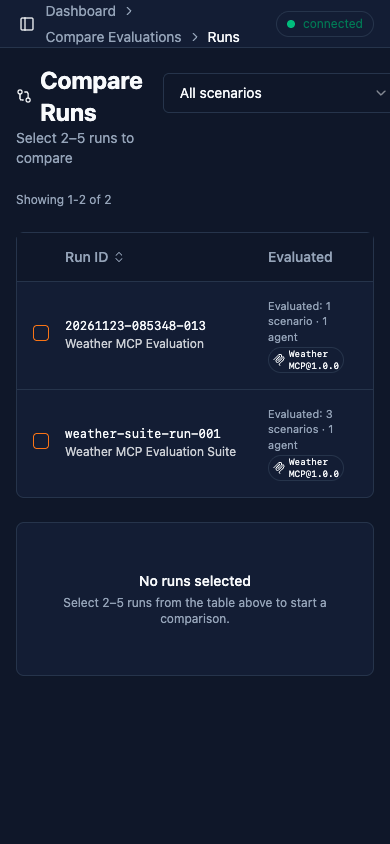 Dashboard
Compare Evaluations
Runs
connected
Compare
Runs
Select 2–5 runs to
compare
All scenarios
Showing 1-2 of 2
Run ID
Evaluated
20261123-085348-013
Weather MCP Evaluation
Evaluated: 1
scenario · 1
agent
Weather
MCP@1.0.0
weather-suite-run-001
Weather MCP Evaluation Suite
Evaluated: 3
scenarios · 1
agent
Weather
MCP@1.0.0
No runs selected
Select 2–5 runs from the table above to start a
comparison.